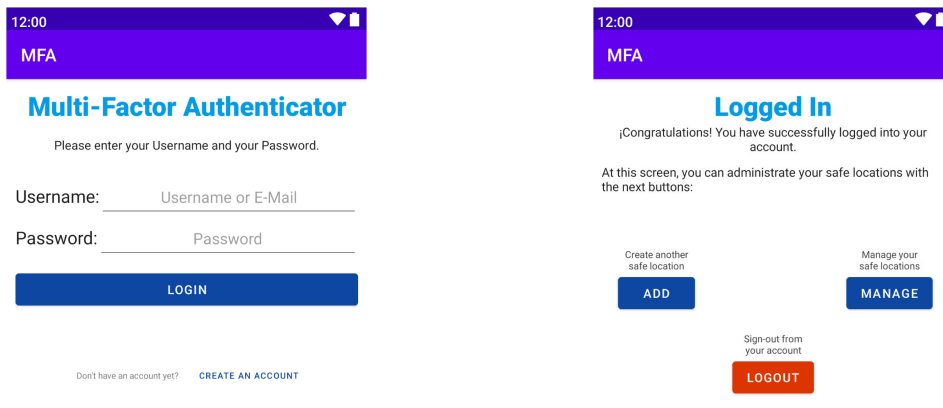 12:00
MFA
Multi-Factor Authenticator
Please enter your Username and your Password.
Username: Username or E-Mail
Password: Password
LOGIN
Don't have an account yet? CREATE AN ACCOUNT
12:00
MFA
Logged In
¡Congratulations! You have successfully logged into your
account.
At this screen, you can administrate your safe locations with
the next buttons:
Create another
safe location
ADD
Manage your
safe locations
MANAGE
Sign-out from
your account
LOGOUT